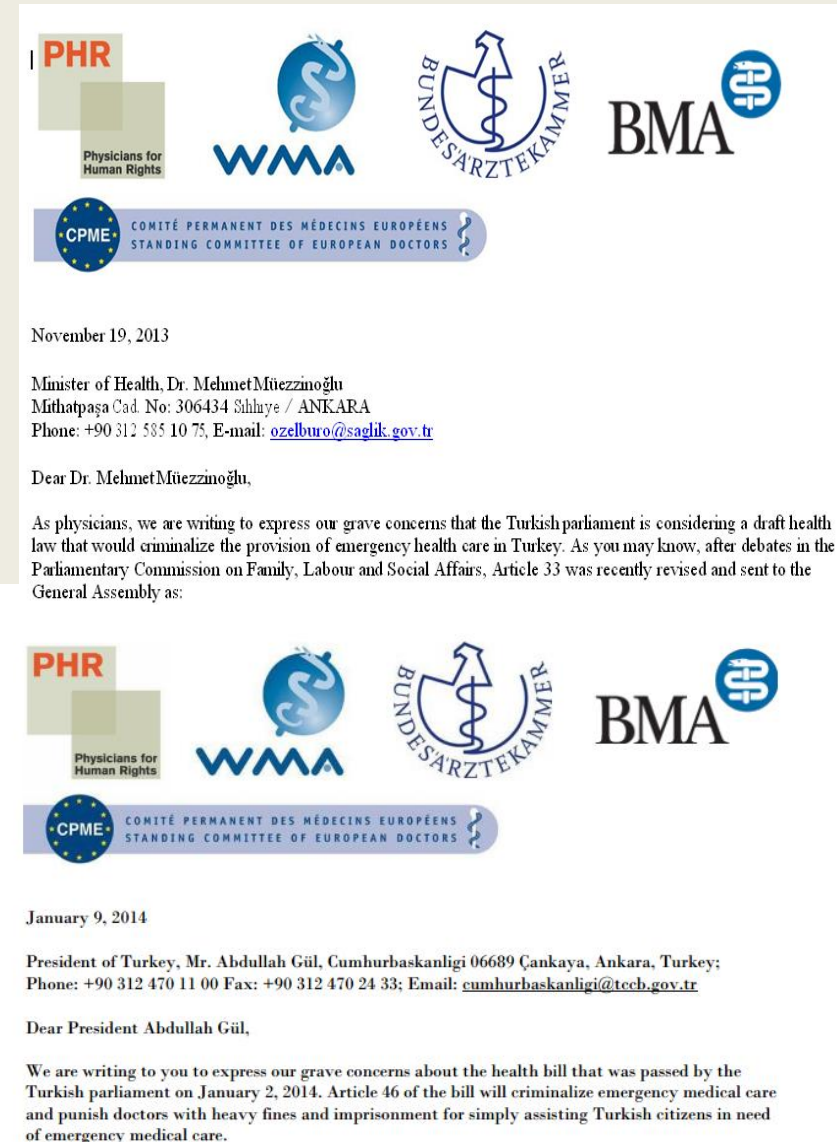 PHR
Physicians for
Human Rights
WMA
BUNDESÄRZTEKAMMER
BMA
CPME
COMITÉ PERMANENT DES MÉDECINS EUROPÉENS
STANDING COMMITTEE OF EUROPEAN DOCTORS
November 19, 2013
Minister of Health, Dr. Mehmet Müezzinoğlu
Mithatpaşa Cad. No: 306434 Sıhhıye / ANKARA
Phone: +90 312 585 10 75, E-mail: ozelburo@saglik.gov.tr
Dear Dr. Mehmet Müezzinoğlu,
As physicians, we are writing to express our grave concerns that the Turkish parliament is considering a draft health
law that would criminalize the provision of emergency health care in Turkey. As you may know, after debates in the
Parliamentary Commission on Family, Labour and Social Affairs, Article 33 was recently revised and sent to the
General Assembly as:
PHR
Physicians for
Human Rights
WMA
BUNDESÄRZTEKAMMER
BMA
CPME
COMITÉ PERMANENT DES MÉDECINS EUROPÉENS
STANDING COMMITTEE OF EUROPEAN DOCTORS
January 9, 2014
President of Turkey, Mr. Abdullah Gül, Cumhurbaskanligi 06689 Çankaya, Ankara, Turkey;
Phone: +90 312 470 11 00 Fax: +90 312 470 24 33; Email: cumhurbaskanligi@tccb.gov.tr
Dear President Abdullah Gül,
We are writing to you to express our grave concerns about the health bill that was passed by the
Turkish parliament on January 2, 2014. Article 46 of the bill will criminalize emergency medical care
and punish doctors with heavy fines and imprisonment for simply assisting Turkish citizens in need
of emergency medical care.